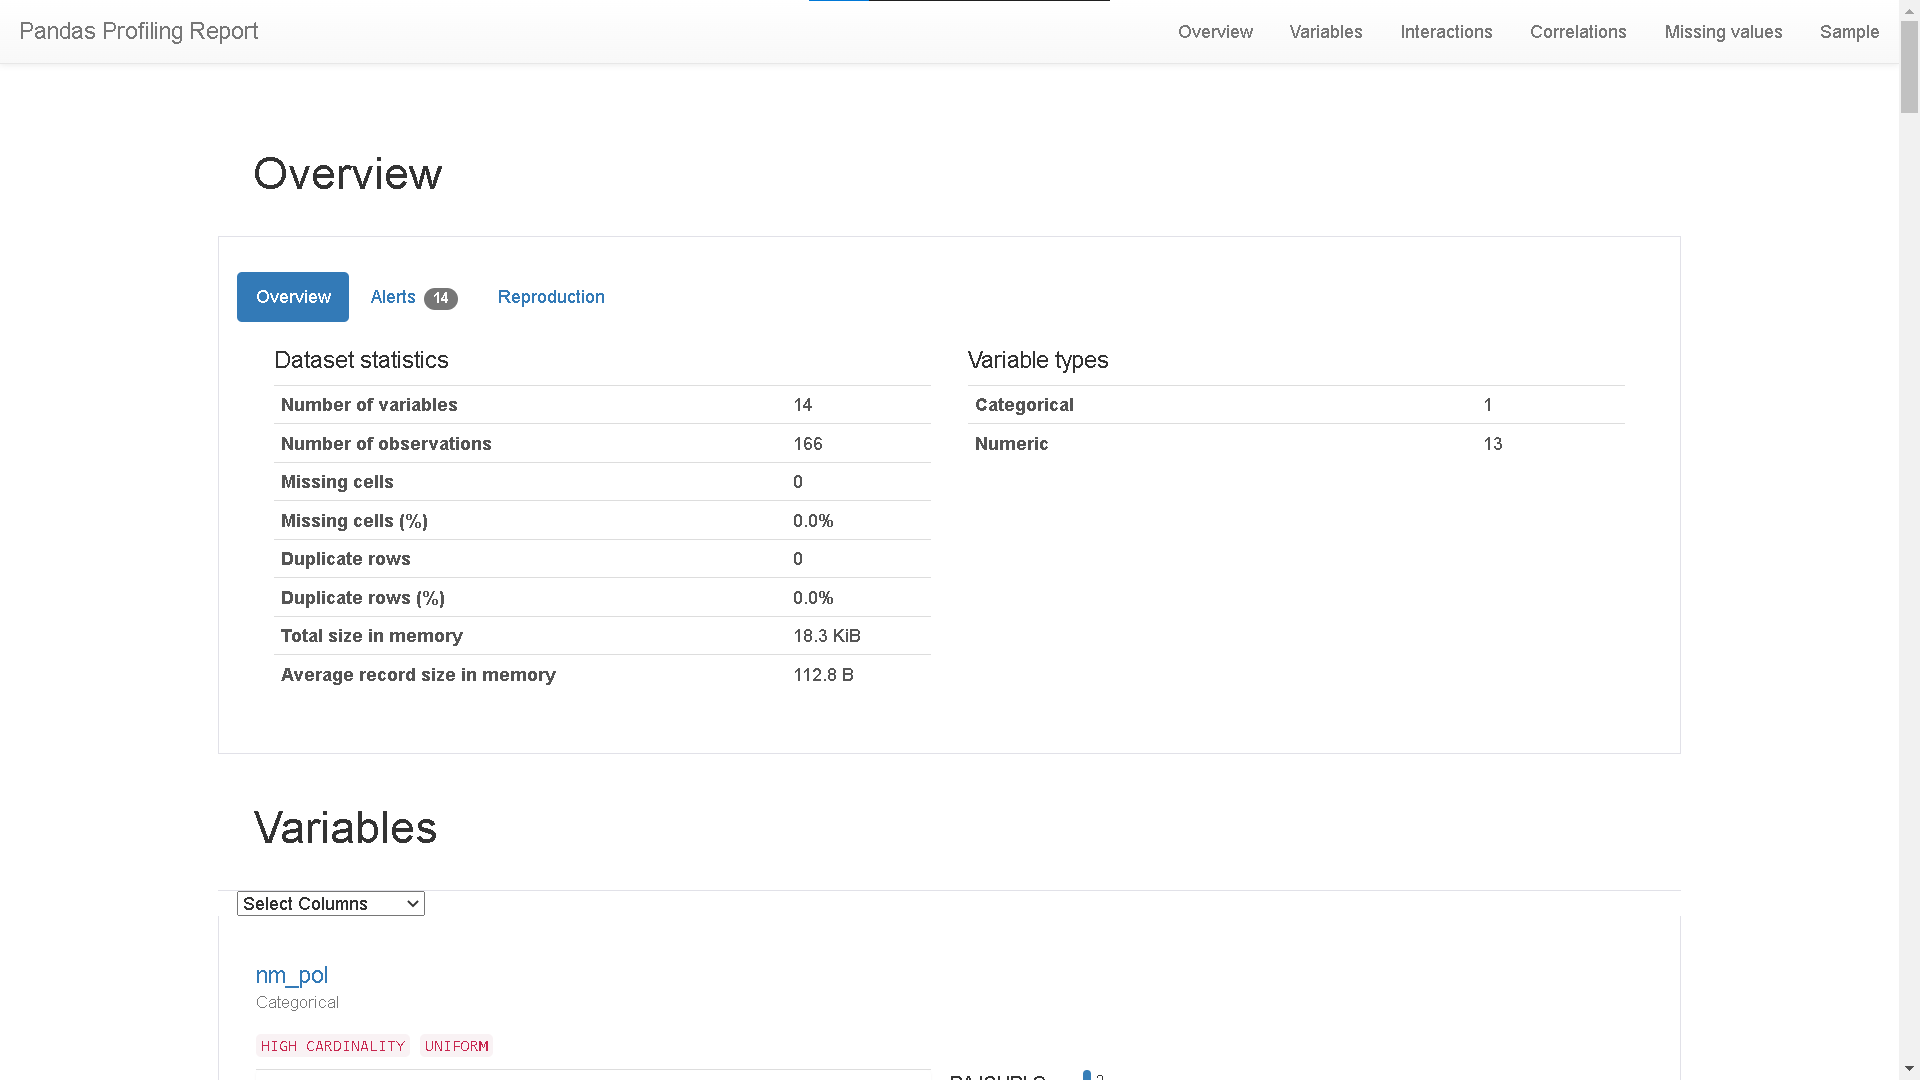 Pandas Profiling Report
Overview Variables Interactions Correlations Missing values Sample
Overview
Overview Alerts 14 Reproduction
Dataset statistics
Number of variables 14
Number of observations 166
Missing cells 0
Missing cells (%) 0.0%
Duplicate rows 0
Duplicate rows (%) 0.0%
Total size in memory 18.3 KiB
Average record size in memory 112.8 B
Variable types
Categorical 1
Numeric 13
Variables
Select Columns
nm_pol
Categorical
HIGH CARDINALITY UNIFORM